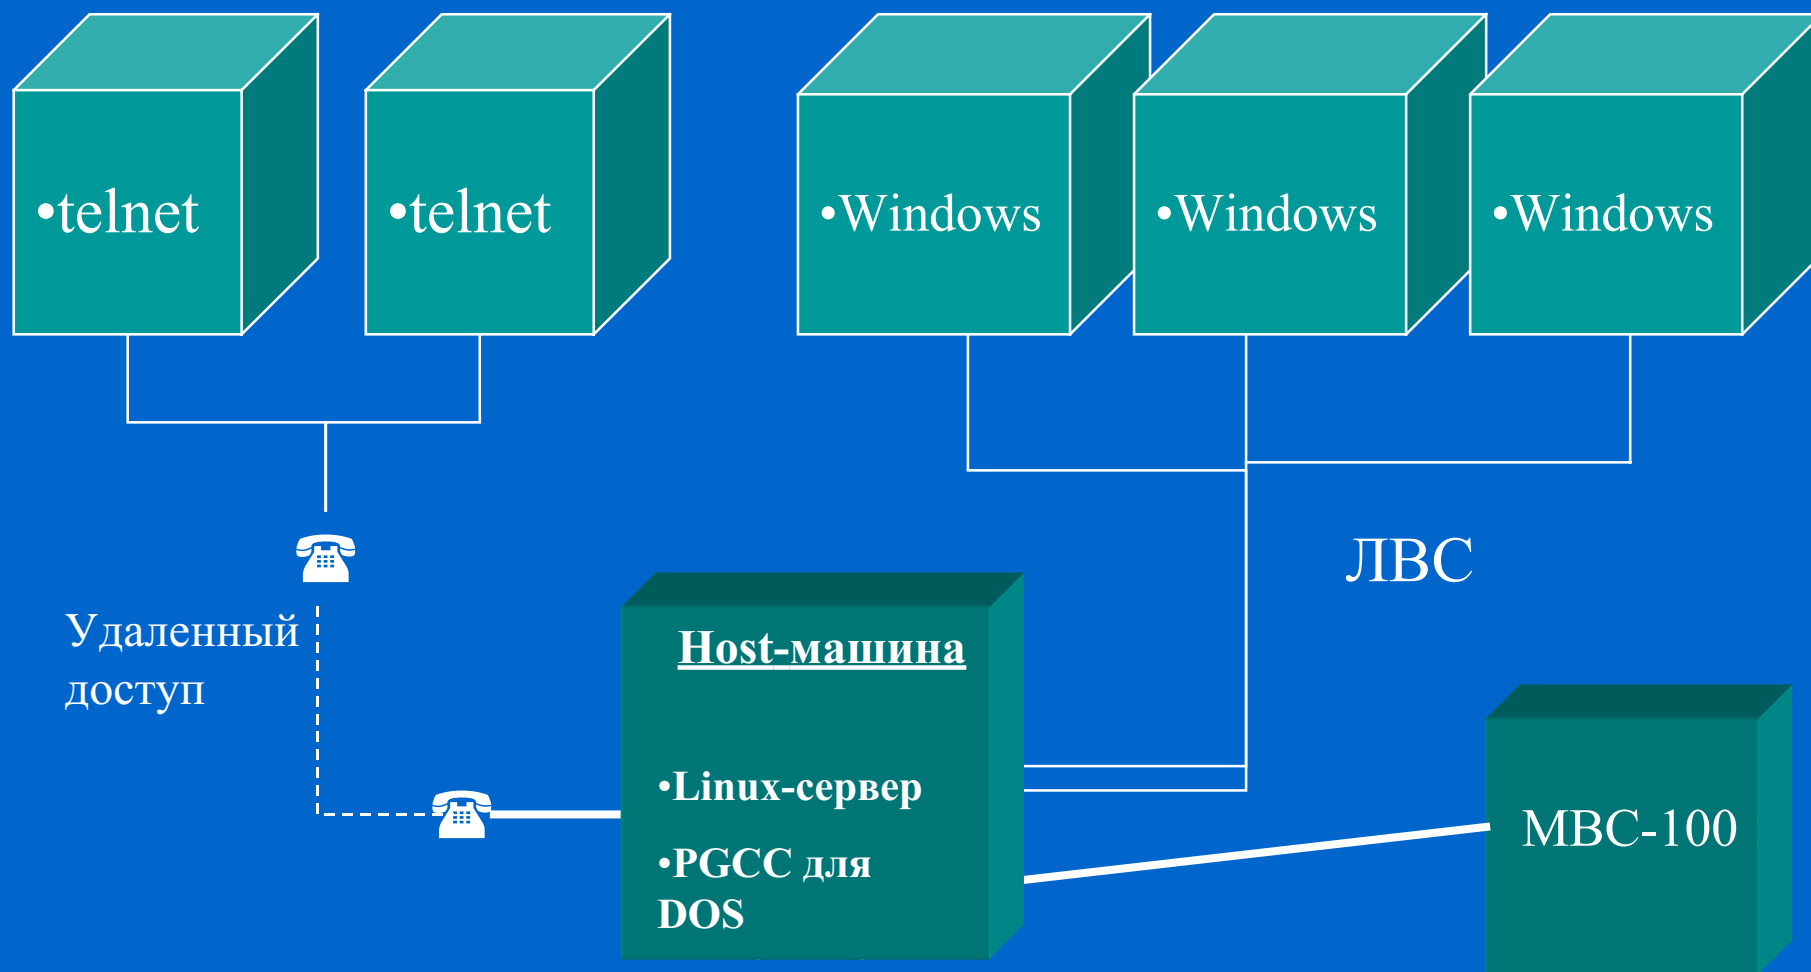 •telnet
•telnet
•Windows
•Windows
•Windows
ЛВС
Удаленный
доступ
Host-машина
•Linux-сервер
•PGCC для
DOS
МВС-100